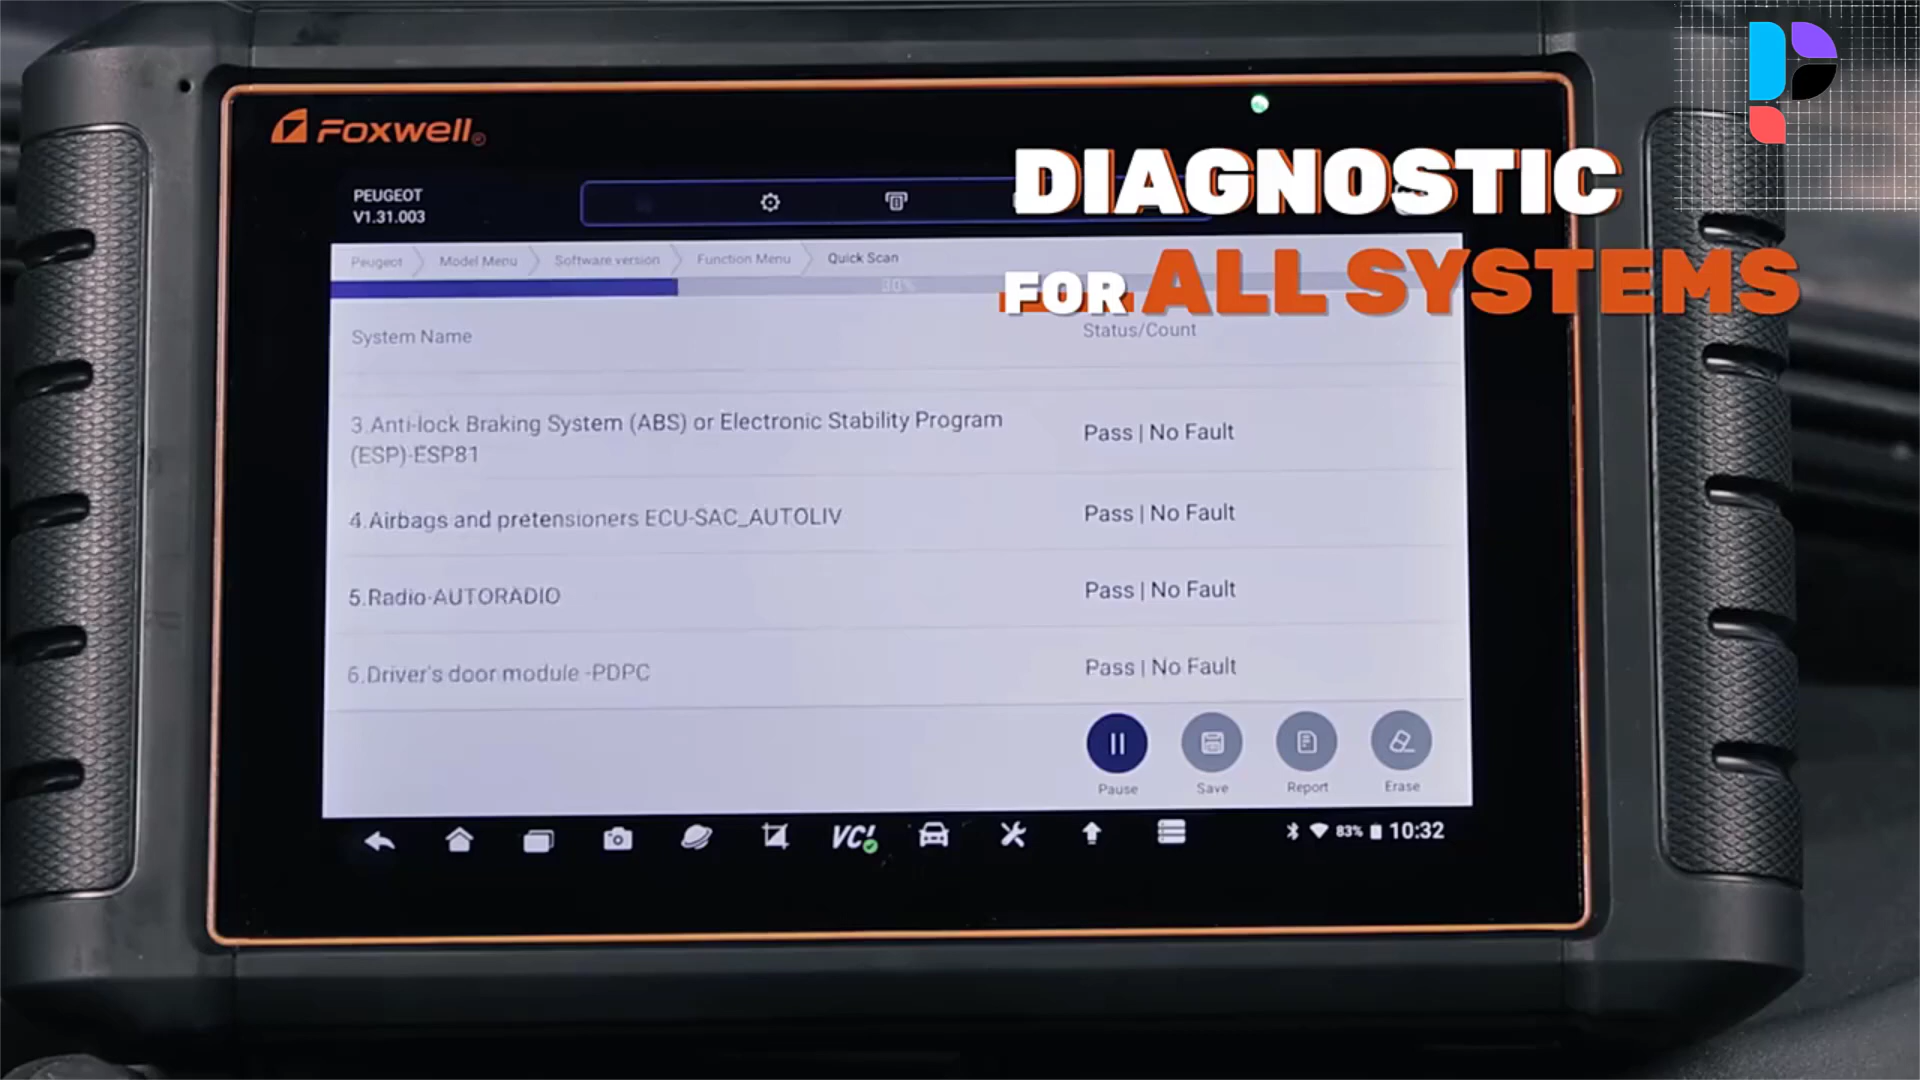 Foxwell®
DIAGNOSTIC
FOR ALL SYSTEMS
PEUGEOT
V1.31.003
Peugeot
Model Menu
Software version
Function Menu
Quick Scan
30%
System Name
Status/Count
3.Anti-lock Braking System (ABS) or Electronic Stability Program
(ESP)-ESP81
Pass | No Fault
4.Airbags and pretensioners ECU-SAC_AUTOLIV
Pass | No Fault
5.Radio-AUTORADIO
Pass | No Fault
6.Driver's door module -PDPC
Pass | No Fault
Pause
Save
Report
Erase
VCI
83%
10:32